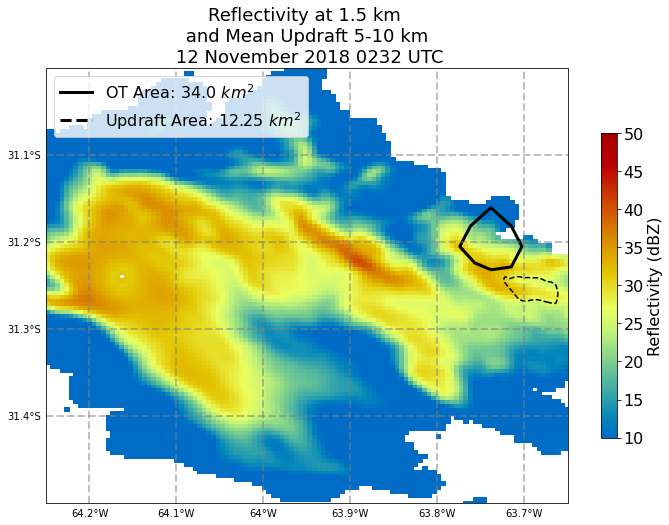 Reflectivity at 1.5 km
and Mean Updraft 5-10 km
12 November 2018 0232 UTC
OT Area: 34.0 km²
Updraft Area: 12.25 km²
31.1°S
31.2°S
31.3°S
31.4°S
64.2°W
64.1°W
64°W
63.9°W
63.8°W
63.7°W
50
45
40
35
30
25
20
15
10
Reflectivity (dBZ)